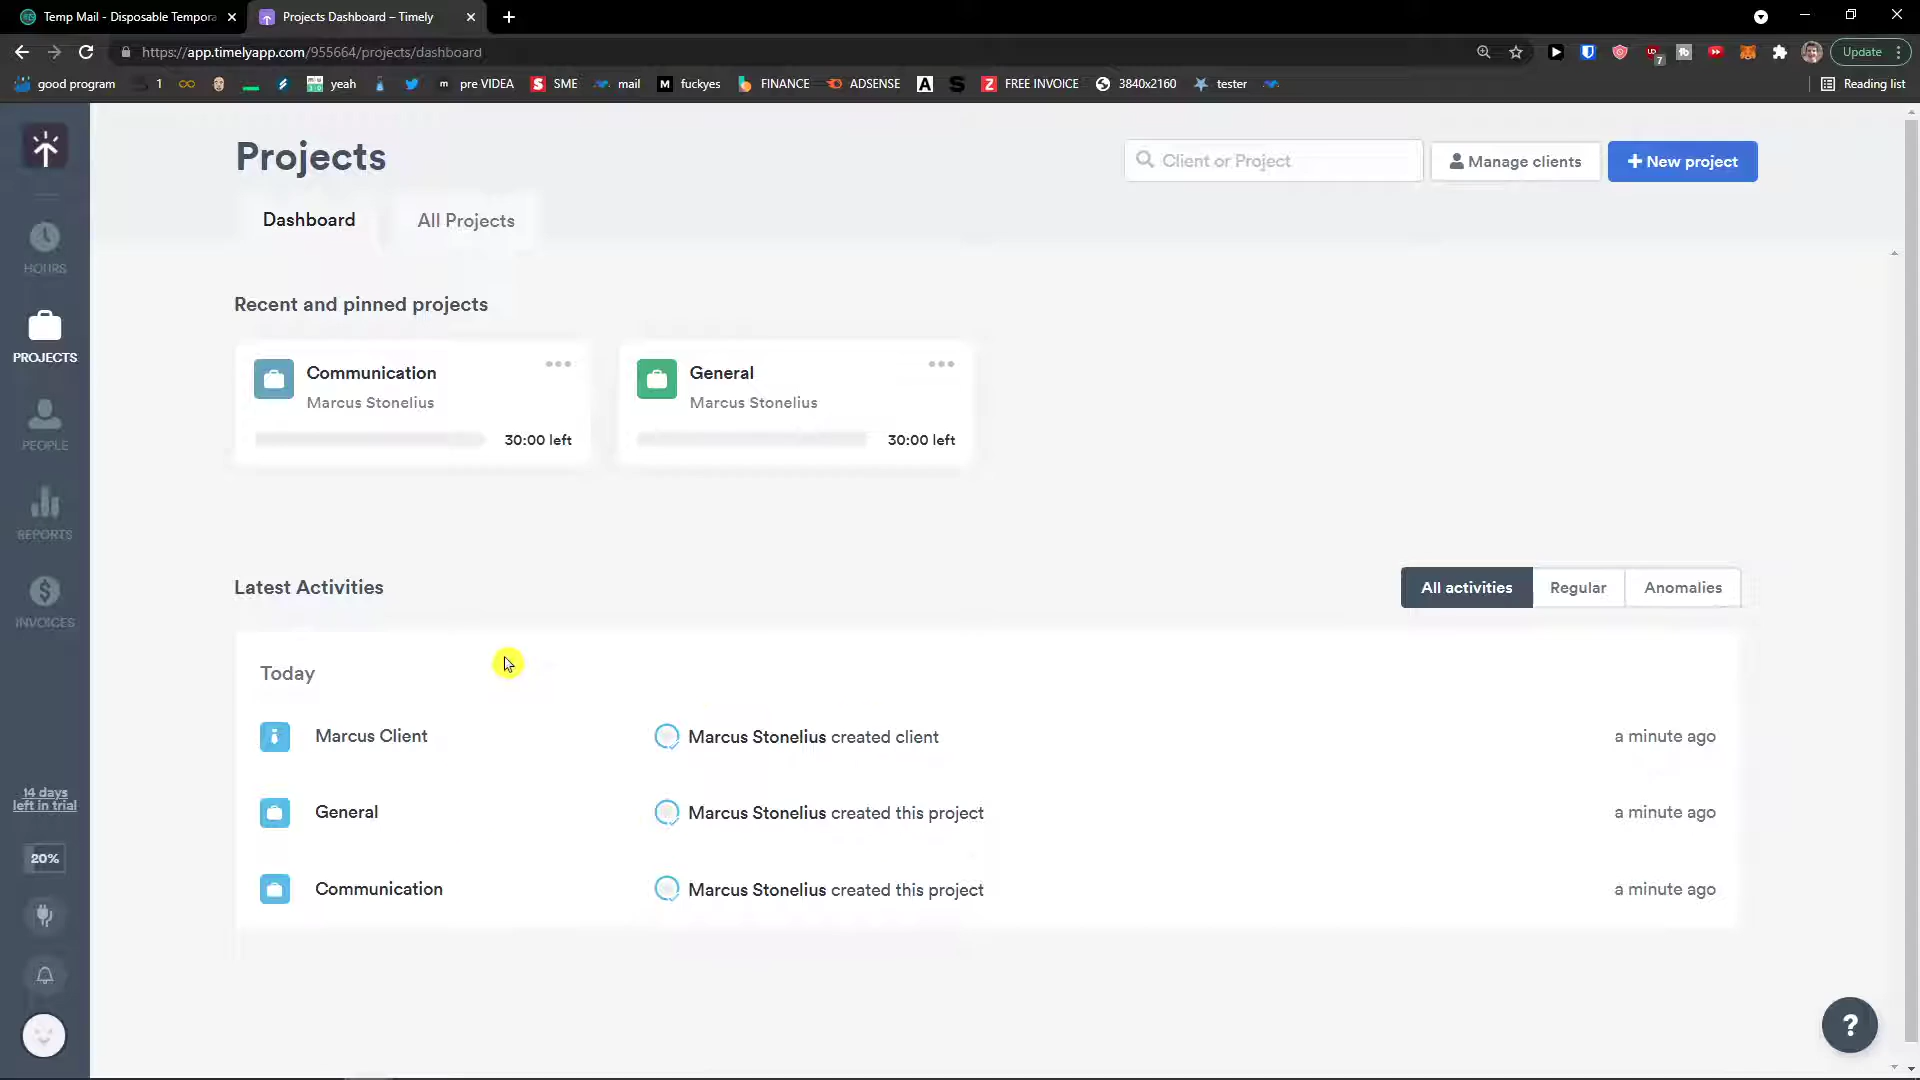 Temp Mail - Disposable Tempora
Projects Dashboard – Timely
https://app.timelyapp.com/955664/projects/dashboard
7
Update
good program
1
yeah
pre VIDEA
SME
mail
fuckyes
FINANCE
ADSENSE
FREE INVOICE
3840x2160
tester
Reading list
Projects
Client or Project
Manage clients
+ New project
Dashboard
All Projects
HOURS
PROJECTS
PEOPLE
REPORTS
INVOICES
14 days
left in trial
20%
Recent and pinned projects
Communication
Marcus Stonelius
30:00 left
General
Marcus Stonelius
30:00 left
Latest Activities
All activities
Regular
Anomalies
Today
Marcus Client
Marcus Stonelius created client
a minute ago
General
Marcus Stonelius created this project
a minute ago
Communication
Marcus Stonelius created this project
a minute ago
?